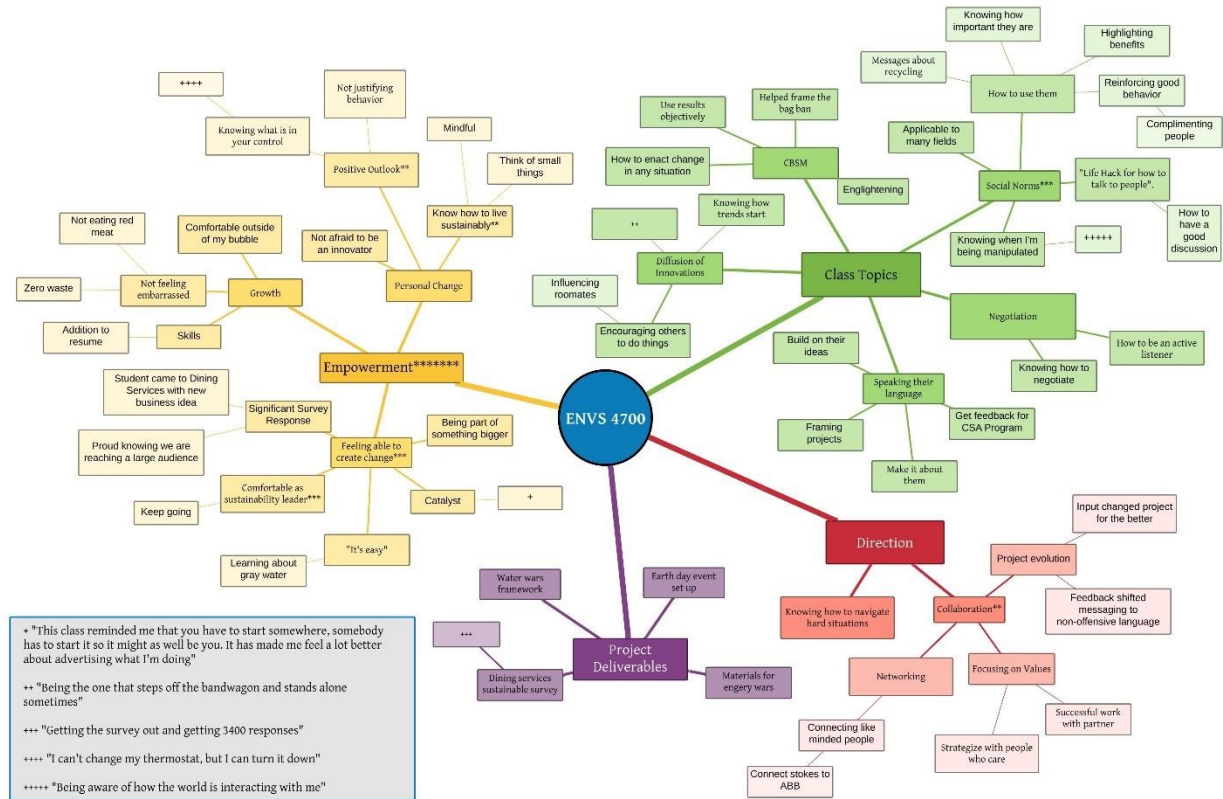 Knowing how
important they are
Highlighting
benefits
Messages about
recycling
How to use them
Reinforcing good
behavior
Complimenting
people
Applicable to
many fields
Social Norms***
"Life Hack for how
to talk to people".
How to
have a
good
discussion
Knowing when I'm
being manipulated
+++++
Use results
objectively
Helped frame the
bag ban
CBSM
How to enact change
in any situation
Englightening
Knowing how
trends start
++
Diffusion of
Innovations
Influencing
roomates
Encouraging others
to do things
Class Topics
Negotiation
How to be an active
listener
Knowing how to
negotiate
Build on their
ideas
Speaking their
language
Framing
projects
Get feedback for
CSA Program
Make it about
them
++++
Not justifying
behavior
Knowing what is in
your control
Positive Outlook**
Mindful
Think of small
things
Know how to live
sustainably**
Not afraid to be
an innovator
Personal Change
Not eating red
meat
Comfortable outside
of my bubble
Not feeling
embarrassed
Zero waste
Growth
Addition to
resume
Skills
Empowerment*******
Student came to Dining
Services with new
business idea
Significant Survey
Response
Proud knowing we are
reaching a large audience
Feeling able to
create change***
Being part of
something bigger
Comfortable as
sustainability leader***
Keep going
Catalyst
+
"It's easy"
Learning about
gray water
ENVS 4700
Direction
Knowing how to navigate
hard situations
Collaboration**
Project evolution
Input changed project
for the better
Feedback shifted
messaging to
non-offensive language
Networking
Focusing on Values
Connecting like
minded people
Connect stokes to
ABB
Strategize with people
who care
Successful work
with partner
Water wars
framework
Earth day event
set up
+++
Project
Deliverables
Dining services
sustainable survey
Materials for
engery wars
+ "This class reminded me that you have to start somewhere, somebody
has to start it so it might as well be you. It has made me feel a lot better
about advertising what I'm doing"
++ "Being the one that steps off the bandwagon and stands alone
sometimes"
+++ "Getting the survey out and getting 3400 responses"
++++ "I can't change my thermostat, but I can turn it down"
+++++ "Being aware of how the world is interacting with me"